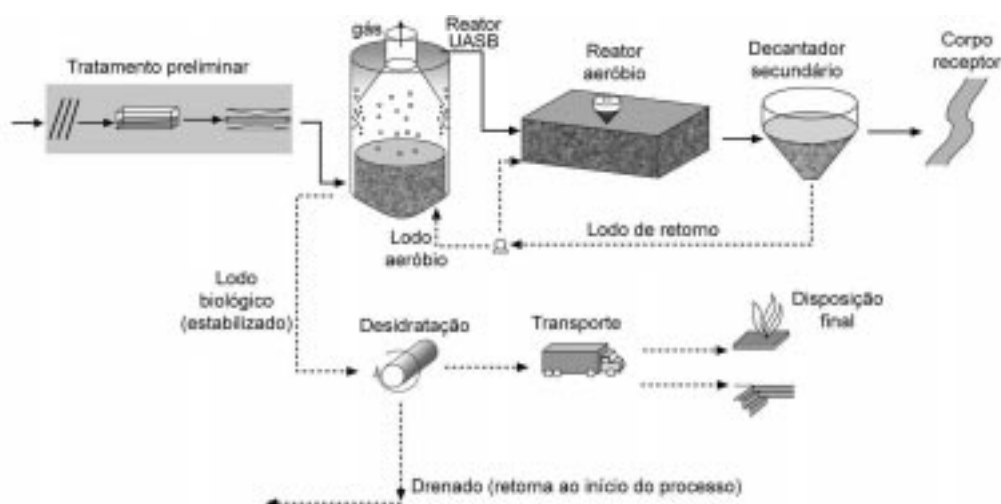 gás
Reator
UASB
Tratamento preliminar
Reator
aeróbio
Decantador
secundário
Corpo
receptor
Lodo
aeróbio
Lodo de retorno
Lodo
biológico
(estabilizado)
Desidratação
Transporte
Disposição
final
Drenado (retorna ao início do processo)